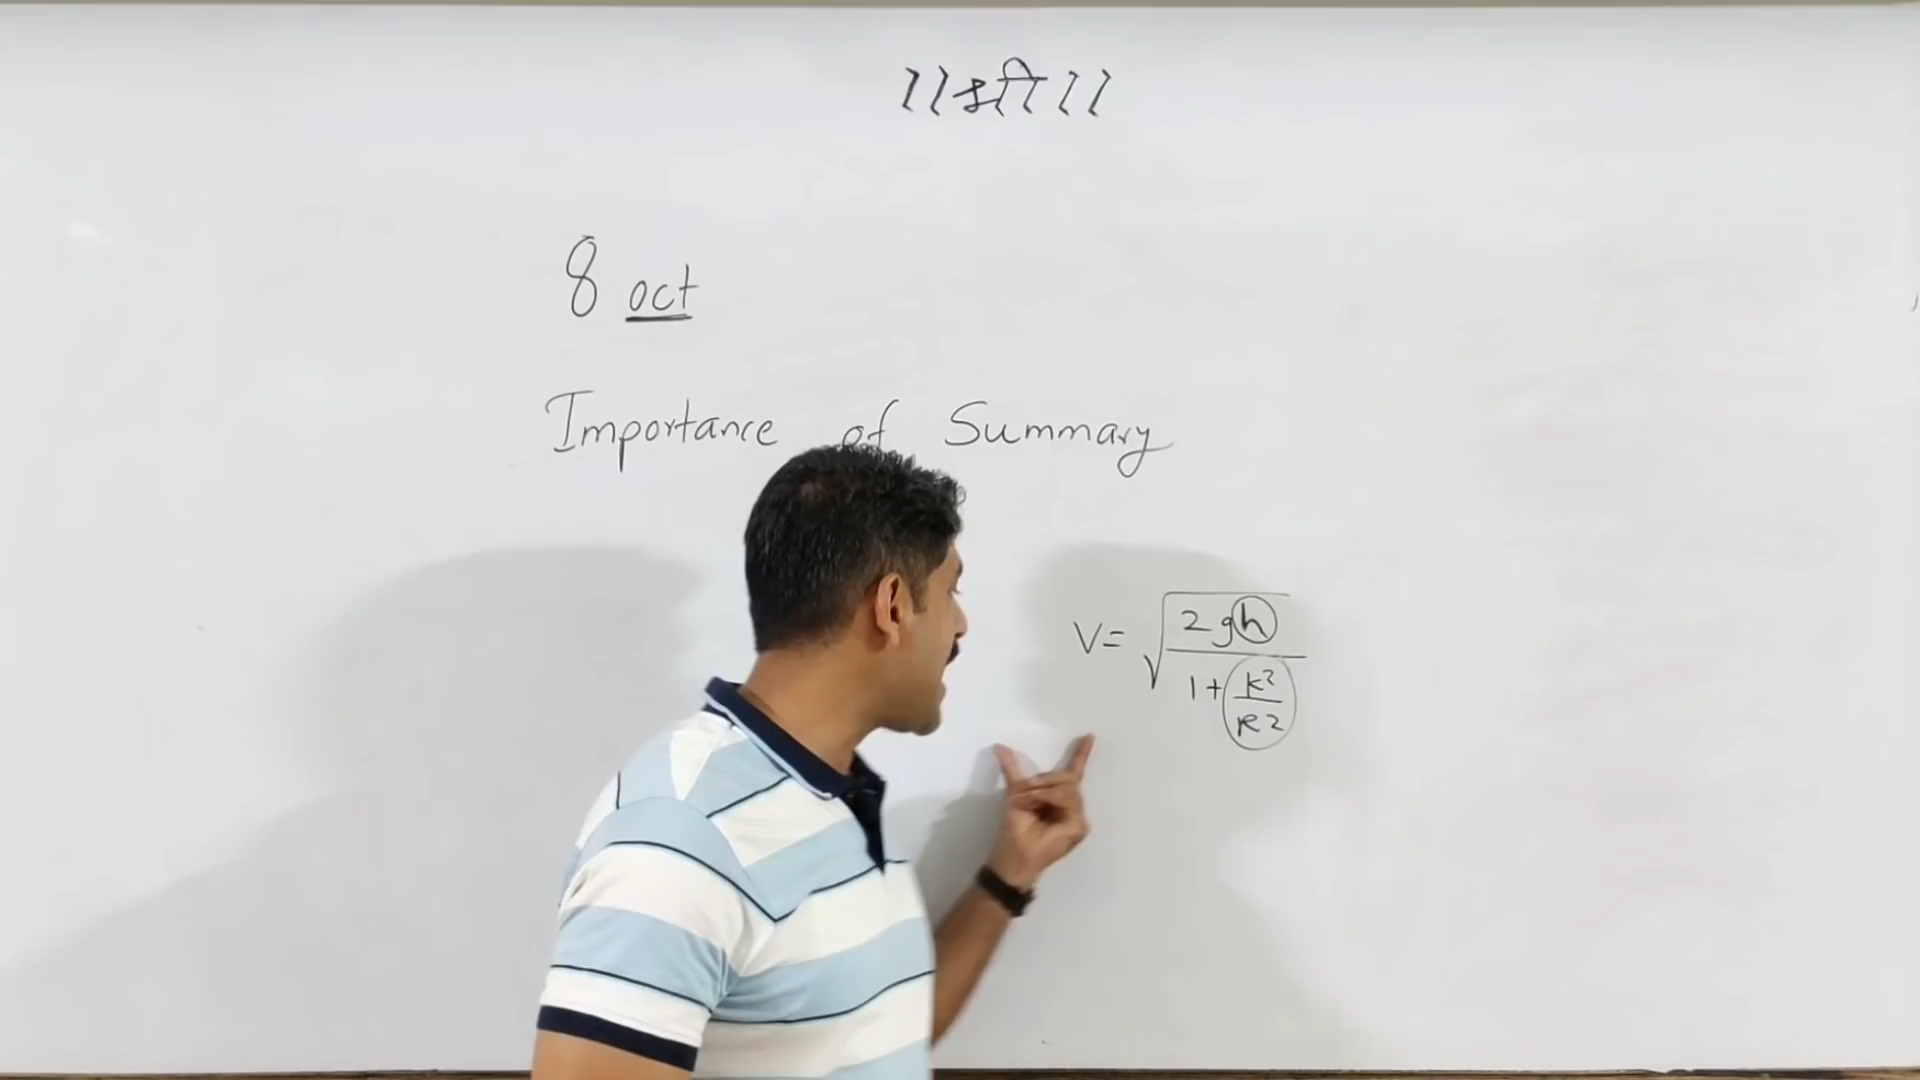 ।। श्री ।।
8 oct
Importance of Summary
V = √(2gh / (1 + k²/R²))